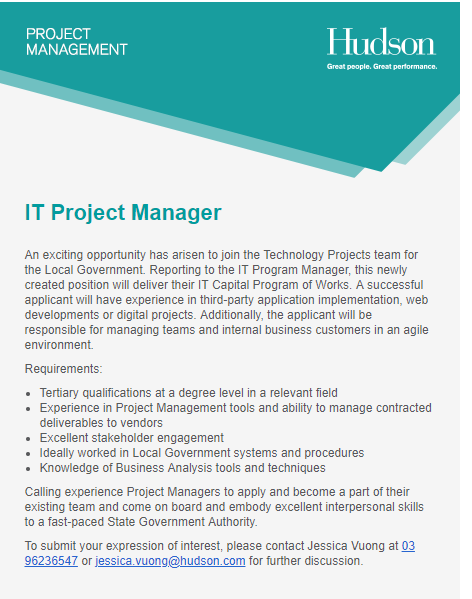 PROJECT
MANAGEMENT
Hudson
Great people. Great performance.
IT Project Manager
An exciting opportunity has arisen to join the Technology Projects team for
the Local Government. Reporting to the IT Program Manager, this newly
created position will deliver their IT Capital Program of Works. A successful
applicant will have experience in third-party application implementation, web
developments or digital projects. Additionally, the applicant will be
responsible for managing teams and internal business customers in an agile
environment.
Requirements:
• Tertiary qualifications at a degree level in a relevant field
• Experience in Project Management tools and ability to manage contracted
deliverables to vendors
• Excellent stakeholder engagement
• Ideally worked in Local Government systems and procedures
• Knowledge of Business Analysis tools and techniques
Calling experience Project Managers to apply and become a part of their
existing team and come on board and embody excellent interpersonal skills
to a fast-paced State Government Authority.
To submit your expression of interest, please contact Jessica Vuong at 03
96236547 or jessica.vuong@hudson.com for further discussion.